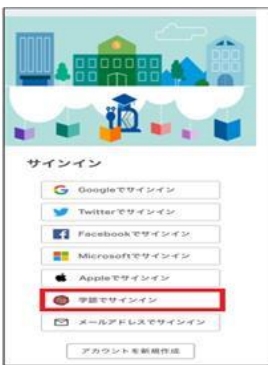 サインイン
Googleでサインイン
Twitterでサインイン
Facebookでサインイン
Microsoftでサインイン
Appleでサインイン
学認でサインイン
メールアドレスでサインイン
アカウントを新規作成